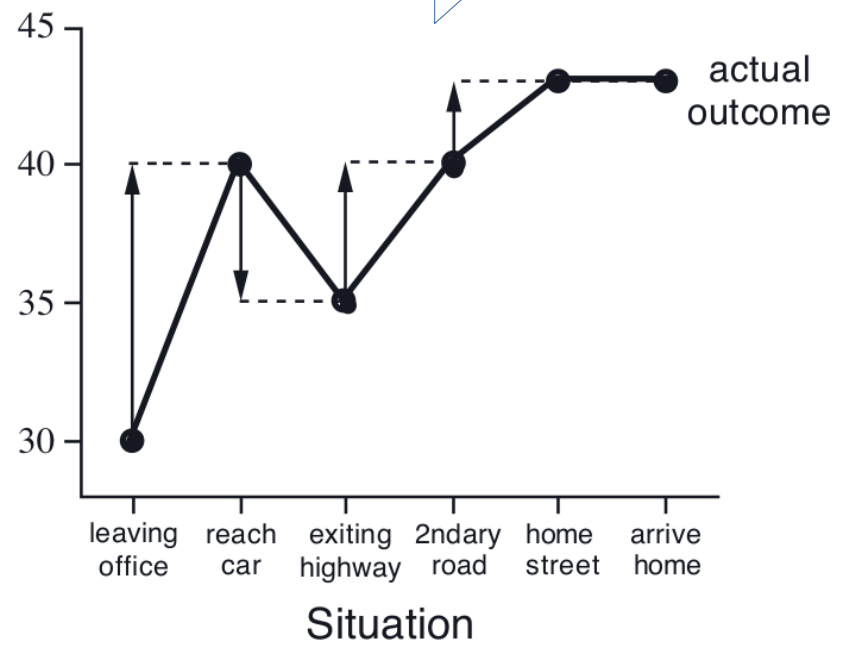 45
40
35
30
actual
outcome
leaving
office
reach
car
exiting
highway
2ndary
road
home
street
arrive
home
Situation